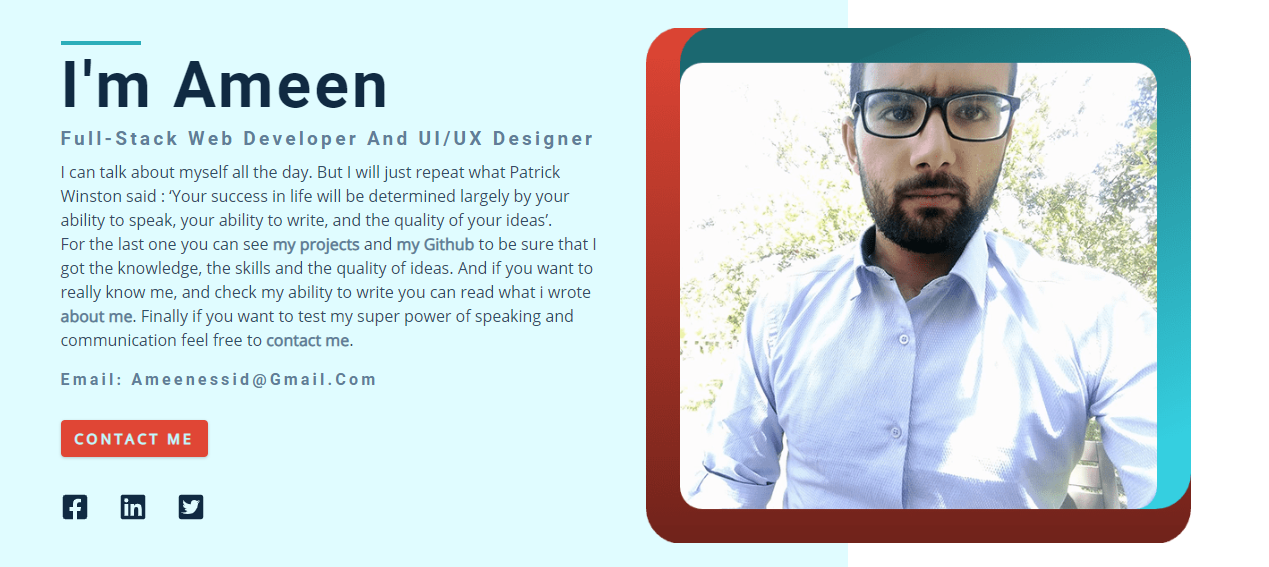 I'm Ameen
Full-Stack Web Developer And UI/UX Designer
I can talk about myself all the day. But I will just repeat what Patrick
Winston said : ‘Your success in life will be determined largely by your
ability to speak, your ability to write, and the quality of your ideas’.
For the last one you can see my projects and my Github to be sure that I
got the knowledge, the skills and the quality of ideas. And if you want to
really know me, and check my ability to write you can read what i wrote
about me. Finally if you want to test my super power of speaking and
communication feel free to contact me.
Email: Ameenessid@Gmail.Com
CONTACT ME